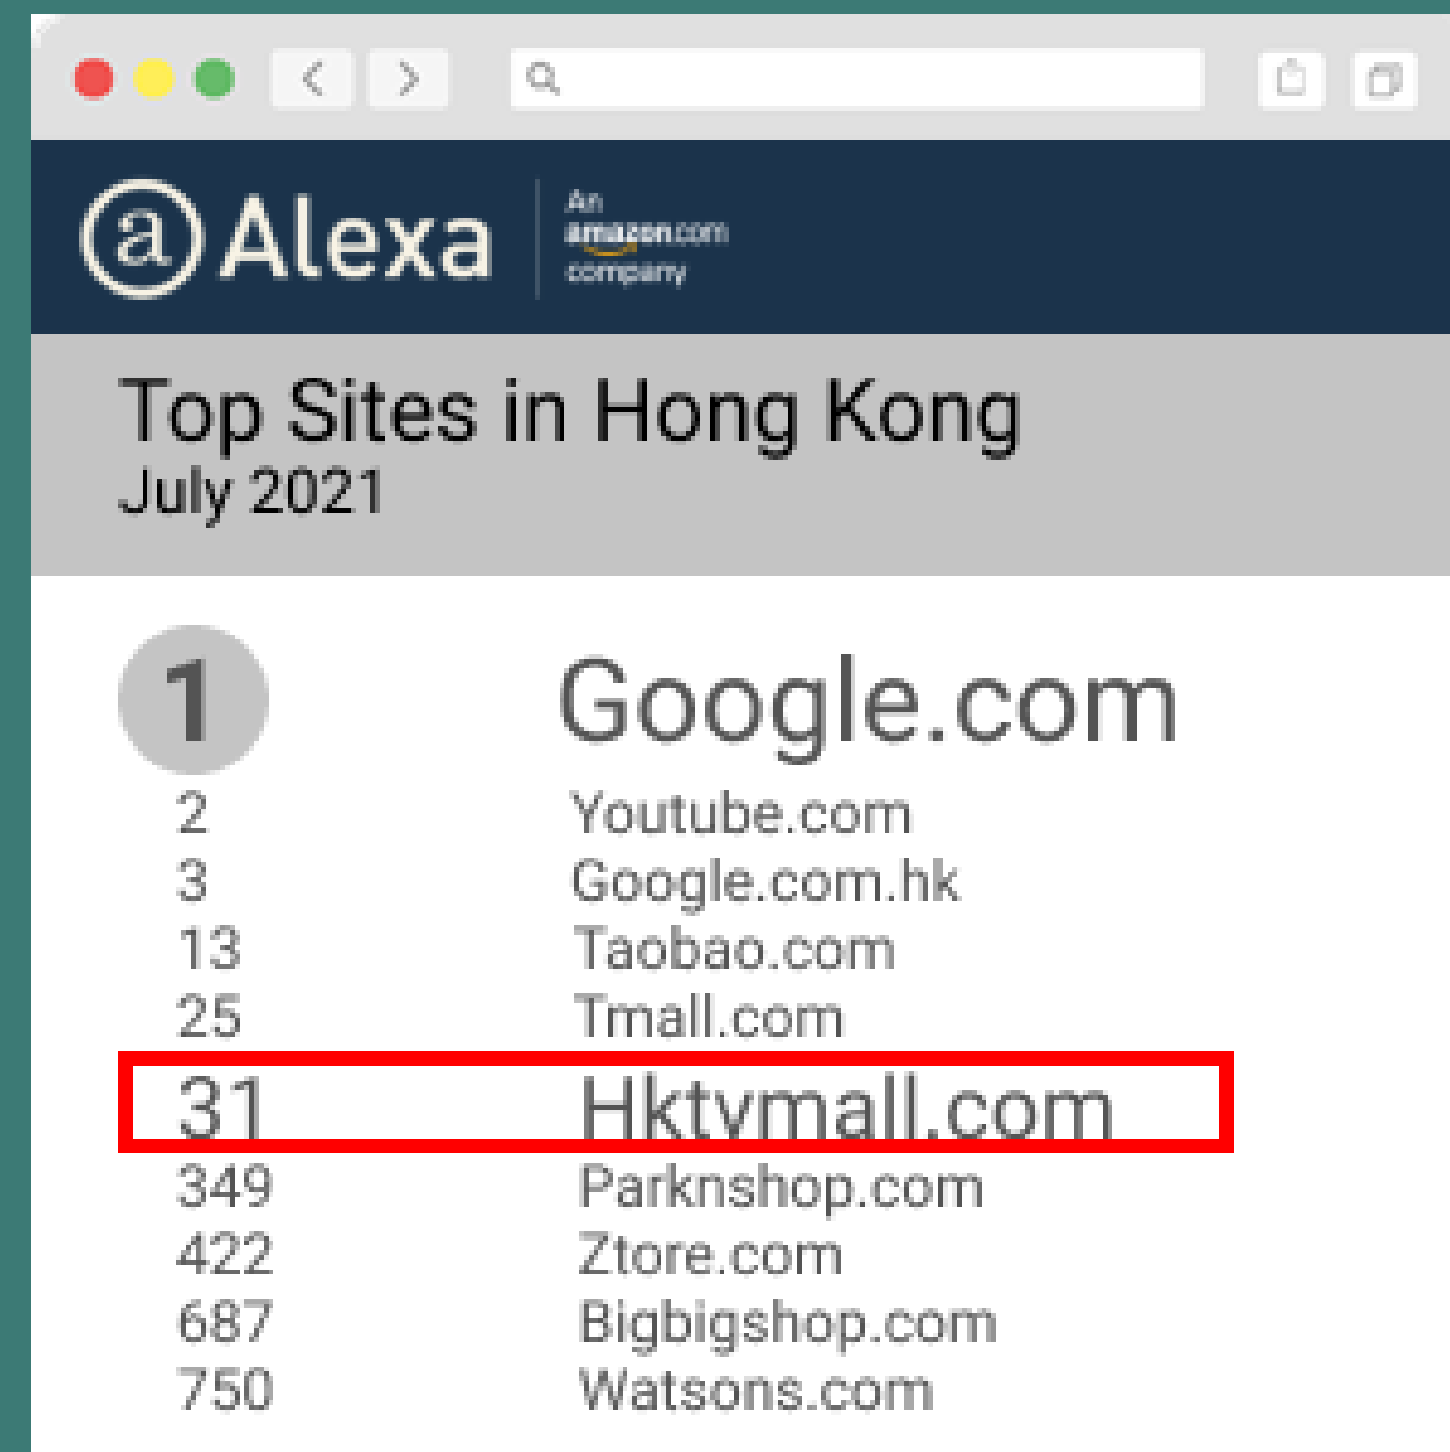 a Alexa
An
amazon.com
company
Top Sites in Hong Kong
July 2021
1 Google.com
2 Youtube.com
3 Google.com.hk
13 Taobao.com
25 Tmall.com
31 Hktvmall.com
349 Parknshop.com
422 Ztore.com
687 Bigbigshop.com
750 Watsons.com